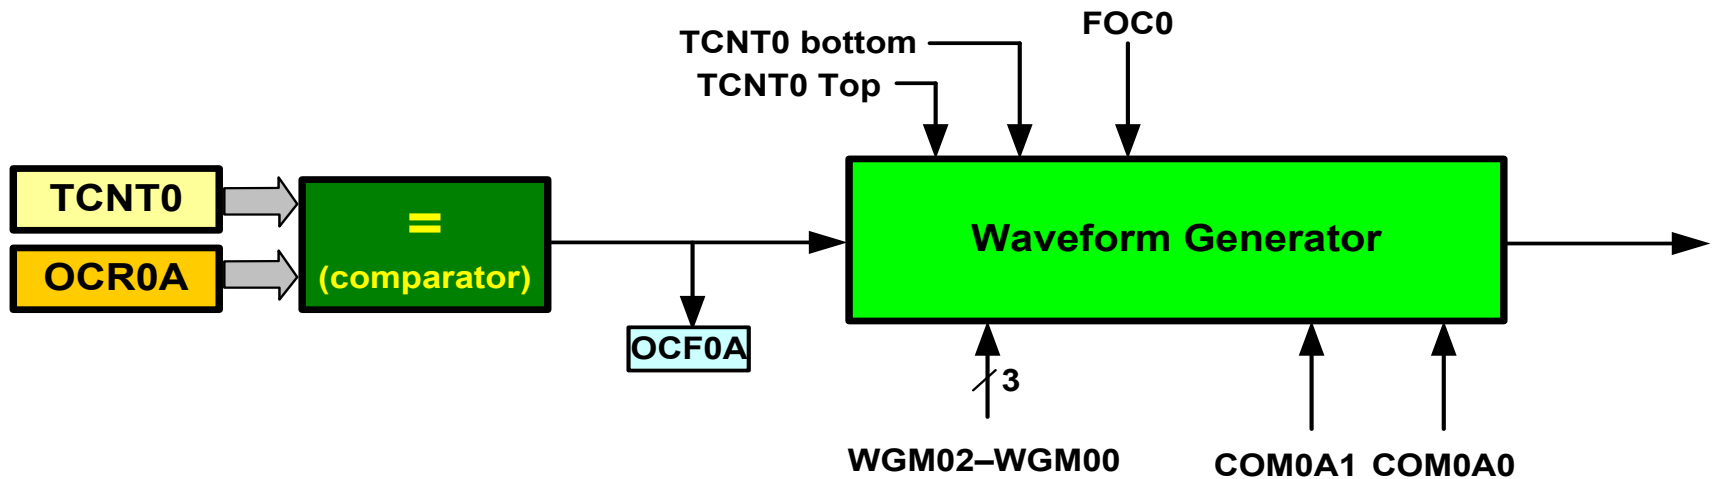 FOC0
TCNT0 bottom
TCNT0 Top
TCNT0
=
Waveform Generator
OCR0A
(comparator)
OCF0A
3
WGM02–WGM00
COM0A1 COM0A0